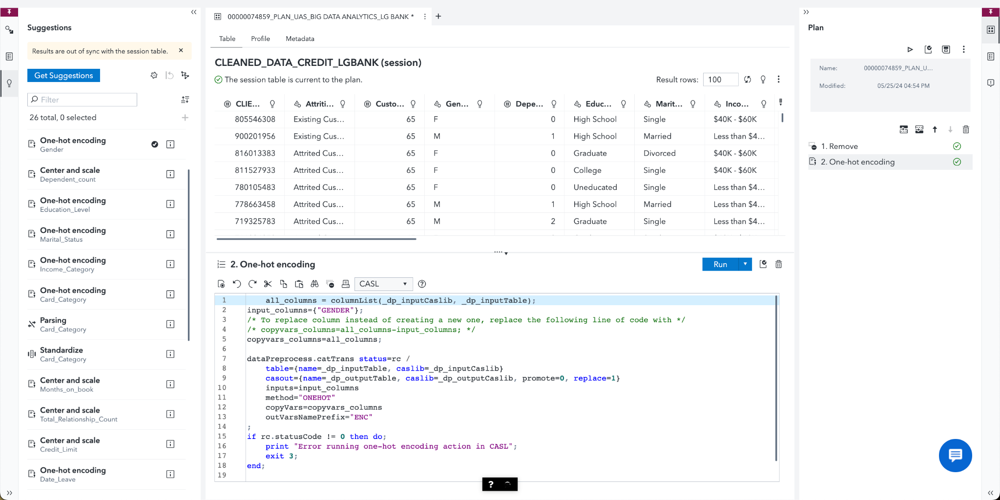 Suggestions
Results are out of sync with the session table.
Get Suggestions
Filter
26 total, 0 selected
One-hot encoding
Gender
Center and scale
Dependent_count
One-hot encoding
Education_Level
One-hot encoding
Marital_Status
One-hot encoding
Income_Category
One-hot encoding
Card_Category
Parsing
Card_Category
Standardize
Card_Category
Center and scale
Months_on_book
Center and scale
Total_Relationship_Count
Center and scale
Credit_Limit
One-hot encoding
Date_Leave
00000074859_PLAN_UAS_BIG DATA ANALYTICS_LG BANK *
Table Profile Metadata
CLEANED_DATA_CREDIT_LGBANK (session)
The session table is current to the plan.
Result rows: 100
CLIE... Attriti... Custo... Gen... Depe... Educ... Marit... Inco...
805546308 Existing Cus... 65 F 0 High School Single $40K - $60K
900201956 Existing Cus... 65 M 1 High School Married Less than $4...
816013383 Attrited Cus... 65 F 0 Graduate Divorced $40K - $60K
811527933 Attrited Cus... 65 F 0 College Single $40K - $60K
780105483 Attrited Cus... 65 F 0 Uneducated Single Less than $4...
778663458 Attrited Cus... 65 M 1 High School Married Less than $4...
719325783 Attrited Cus... 65 M 2 Graduate Single Less than $4...
2. One-hot encoding
Run
CASL
1 all_columns = columnList(_dp_inputCaslib, _dp_inputTable);
2 input_columns={"GENDER"};
3 /* To replace column instead of creating a new one, replace the following line of code with */
4 /* copyvars_columns=all_columns-input_columns; */
5 copyvars_columns=all_columns;
6
7 dataPreprocess.catTrans status=rc /
8 table={name=_dp_inputTable, caslib=_dp_inputCaslib}
9 casout={name=_dp_outputTable, caslib=_dp_outputCaslib, promote=0, replace=1}
10 inputs=input_columns
11 method="ONEHOT"
12 copyVars=copyvars_columns
13 outVarsNamePrefix="ENC"
14 ;
15 if rc.statusCode != 0 then do;
16 print "Error running one-hot encoding action in CASL";
17 exit 3;
18 end;
19
?
Plan
Name: 00000074859_PLAN_U...
Modified: 05/25/24 04:54 PM
1. Remove
2. One-hot encoding